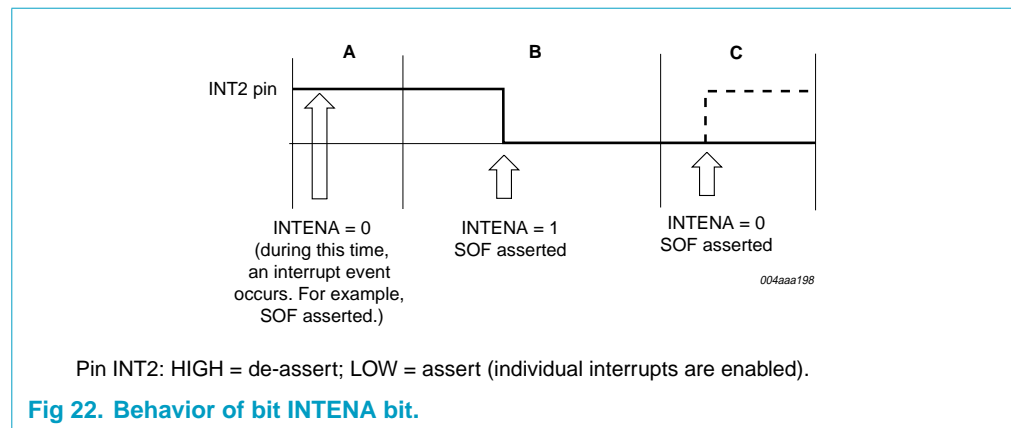 A
B
C
INT2 pin
INTENA = 0
(during this time,
an interrupt event
occurs. For example,
SOF asserted.)
INTENA = 1
SOF asserted
INTENA = 0
SOF asserted
004aaa198
Pin INT2: HIGH = de-assert; LOW = assert (individual interrupts are enabled).
Fig 22. Behavior of bit INTENA bit.